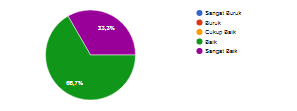 33,3%
66,7%
Sangat Buruk
Buruk
Cukup Baik
Baik
Sangat Baik